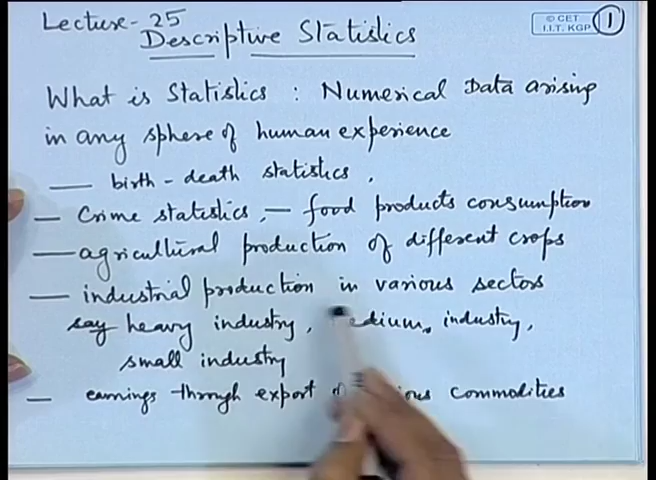 Lecture-25
Descriptive Statistics
© CET
I.I.T. KGP
1
What is Statistics : Numerical Data arising
in any sphere of human experience
— birth-death statistics,
— Crime statistics, — food products consumption
— agricultural production of different crops
— industrial production in various sectors
say heavy industry, medium industry,
small industry
— earnings through export of commodities